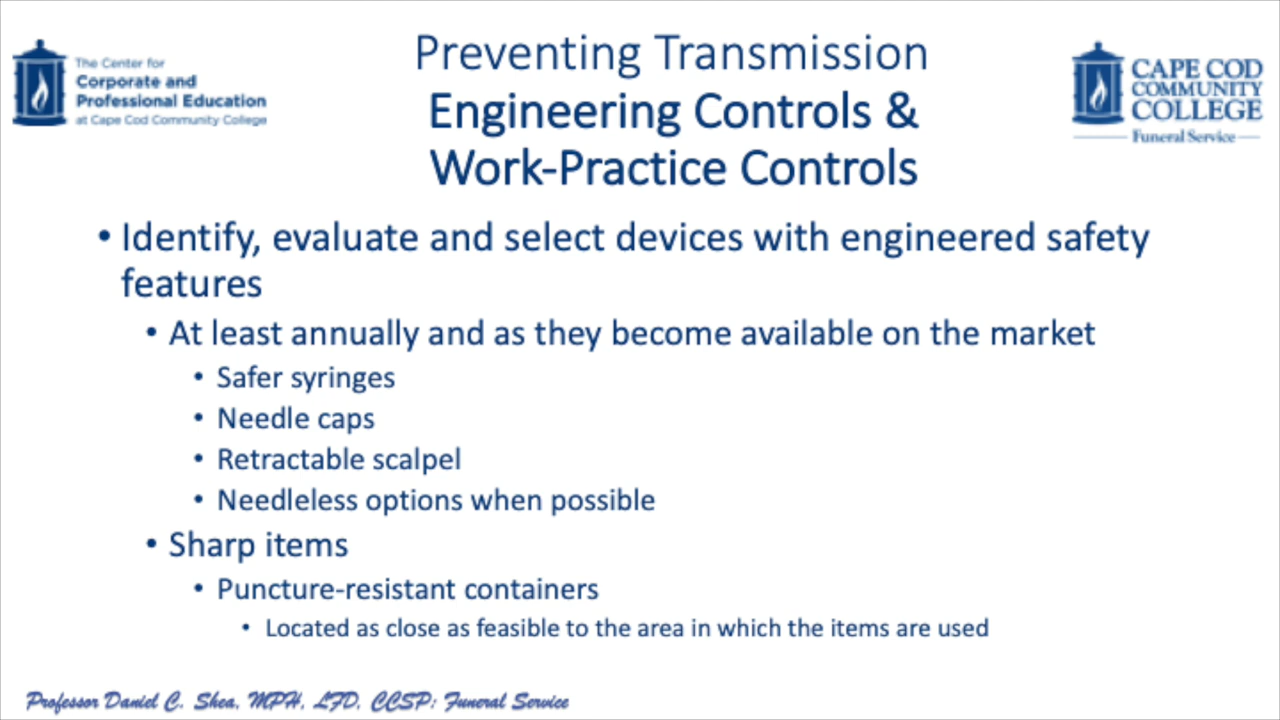 The Center for
Corporate and
Professional Education
at Cape Cod Community College
Preventing Transmission
Engineering Controls &
Work-Practice Controls
CAPE COD
COMMUNITY
COLLEGE
Funeral Service
• Identify, evaluate and select devices with engineered safety
features
• At least annually and as they become available on the market
• Safer syringes
• Needle caps
• Retractable scalpel
• Needleless options when possible
• Sharp items
• Puncture-resistant containers
• Located as close as feasible to the area in which the items are used
Professor Daniel C. Shea, MPH, LFD, CCSP: Funeral Service